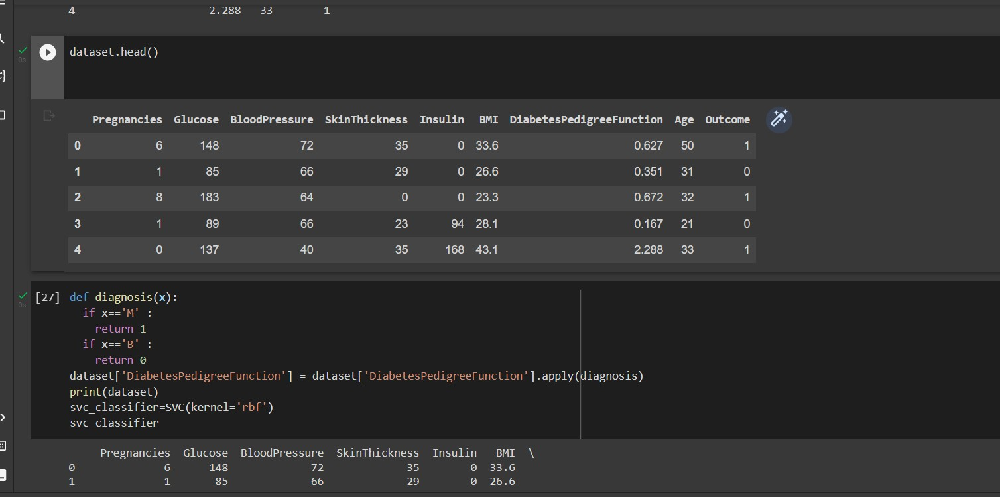 4 2.288 33 1
0s
dataset.head()
Pregnancies Glucose BloodPressure SkinThickness Insulin BMI DiabetesPedigreeFunction Age Outcome
0 6 148 72 35 0 33.6 0.627 50 1
1 1 85 66 29 0 26.6 0.351 31 0
2 8 183 64 0 0 23.3 0.672 32 1
3 1 89 66 23 94 28.1 0.167 21 0
4 0 137 40 35 168 43.1 2.288 33 1
0s
[27] def diagnosis(x):
if x=='M' :
return 1
if x=='B' :
return 0
dataset['DiabetesPedigreeFunction'] = dataset['DiabetesPedigreeFunction'].apply(diagnosis)
print(dataset)
svc_classifier=SVC(kernel='rbf')
svc_classifier
Pregnancies Glucose BloodPressure SkinThickness Insulin BMI \
0 6 148 72 35 0 33.6
1 1 85 66 29 0 26.6